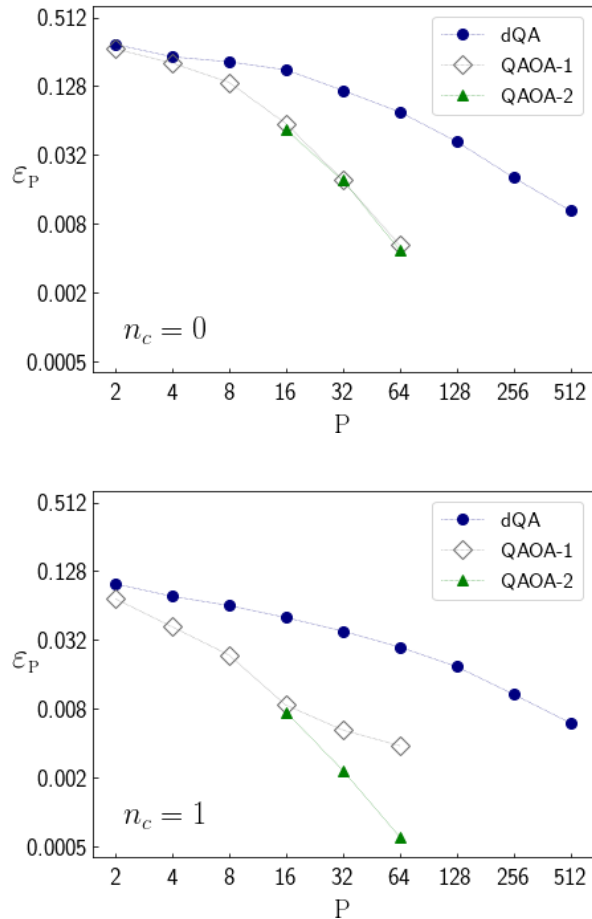 0.512
0.128
0.032
0.008
0.002
0.0005
ε_P
dQA
QAOA-1
QAOA-2
n_c = 0
2 4 8 16 32 64 128 256 512
P
0.512
0.128
0.032
0.008
0.002
0.0005
ε_P
dQA
QAOA-1
QAOA-2
n_c = 1
2 4 8 16 32 64 128 256 512
P